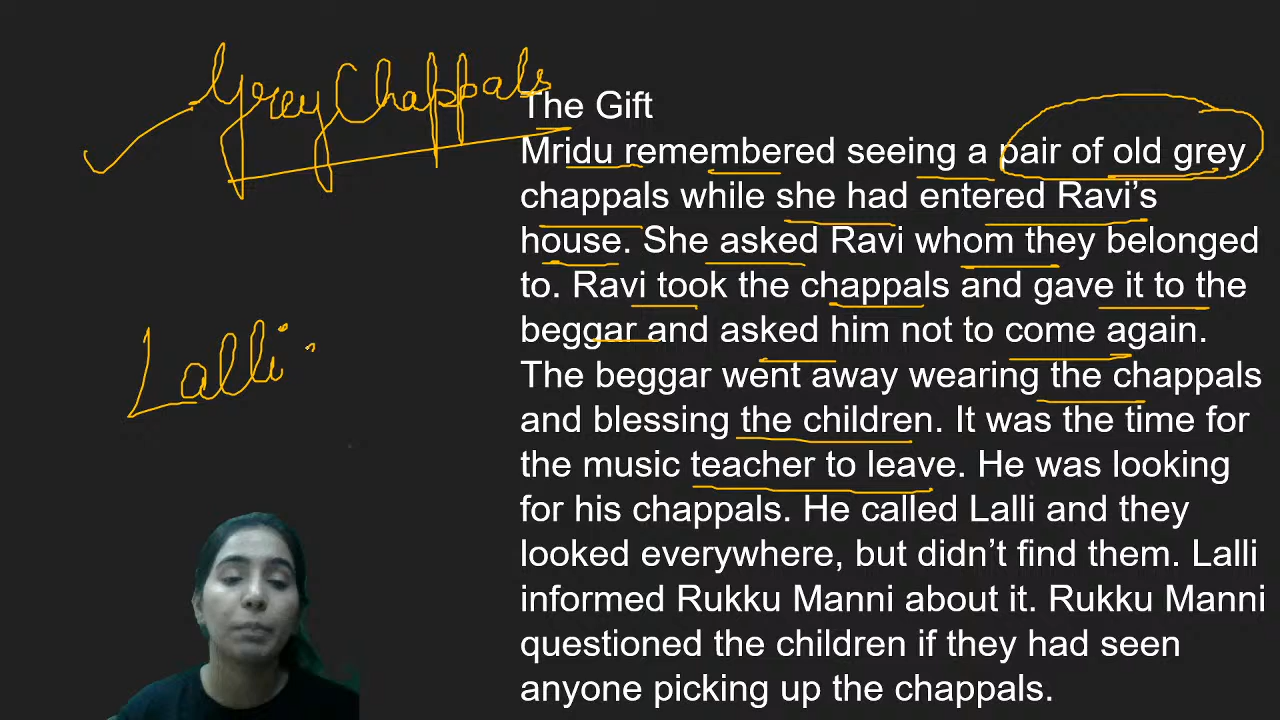 Grey Chappals
The Gift
Mridu remembered seeing a pair of old grey
chappals while she had entered Ravi's
house. She asked Ravi whom they belonged
to. Ravi took the chappals and gave it to the
beggar and asked him not to come again.
The beggar went away wearing the chappals
and blessing the children. It was the time for
the music teacher to leave. He was looking
for his chappals. He called Lalli and they
looked everywhere, but didn't find them. Lalli
informed Rukku Manni about it. Rukku Manni
questioned the children if they had seen
anyone picking up the chappals.
Lalli